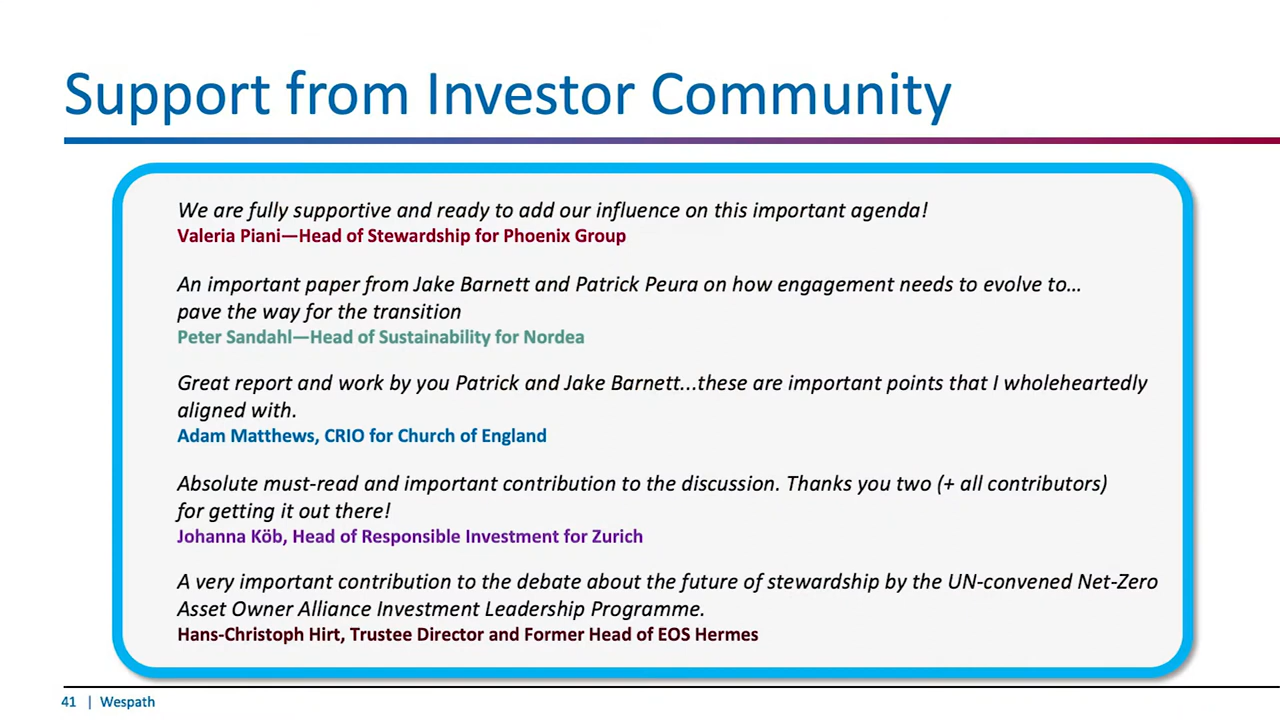 Support from Investor Community
We are fully supportive and ready to add our influence on this important agenda!
Valeria Piani—Head of Stewardship for Phoenix Group
An important paper from Jake Barnett and Patrick Peura on how engagement needs to evolve to…
pave the way for the transition
Peter Sandahl—Head of Sustainability for Nordea
Great report and work by you Patrick and Jake Barnett...these are important points that I wholeheartedly
aligned with.
Adam Matthews, CRIO for Church of England
Absolute must-read and important contribution to the discussion. Thanks you two (+ all contributors)
for getting it out there!
Johanna Köb, Head of Responsible Investment for Zurich
A very important contribution to the debate about the future of stewardship by the UN-convened Net-Zero
Asset Owner Alliance Investment Leadership Programme.
Hans-Christoph Hirt, Trustee Director and Former Head of EOS Hermes
41 | Wespath